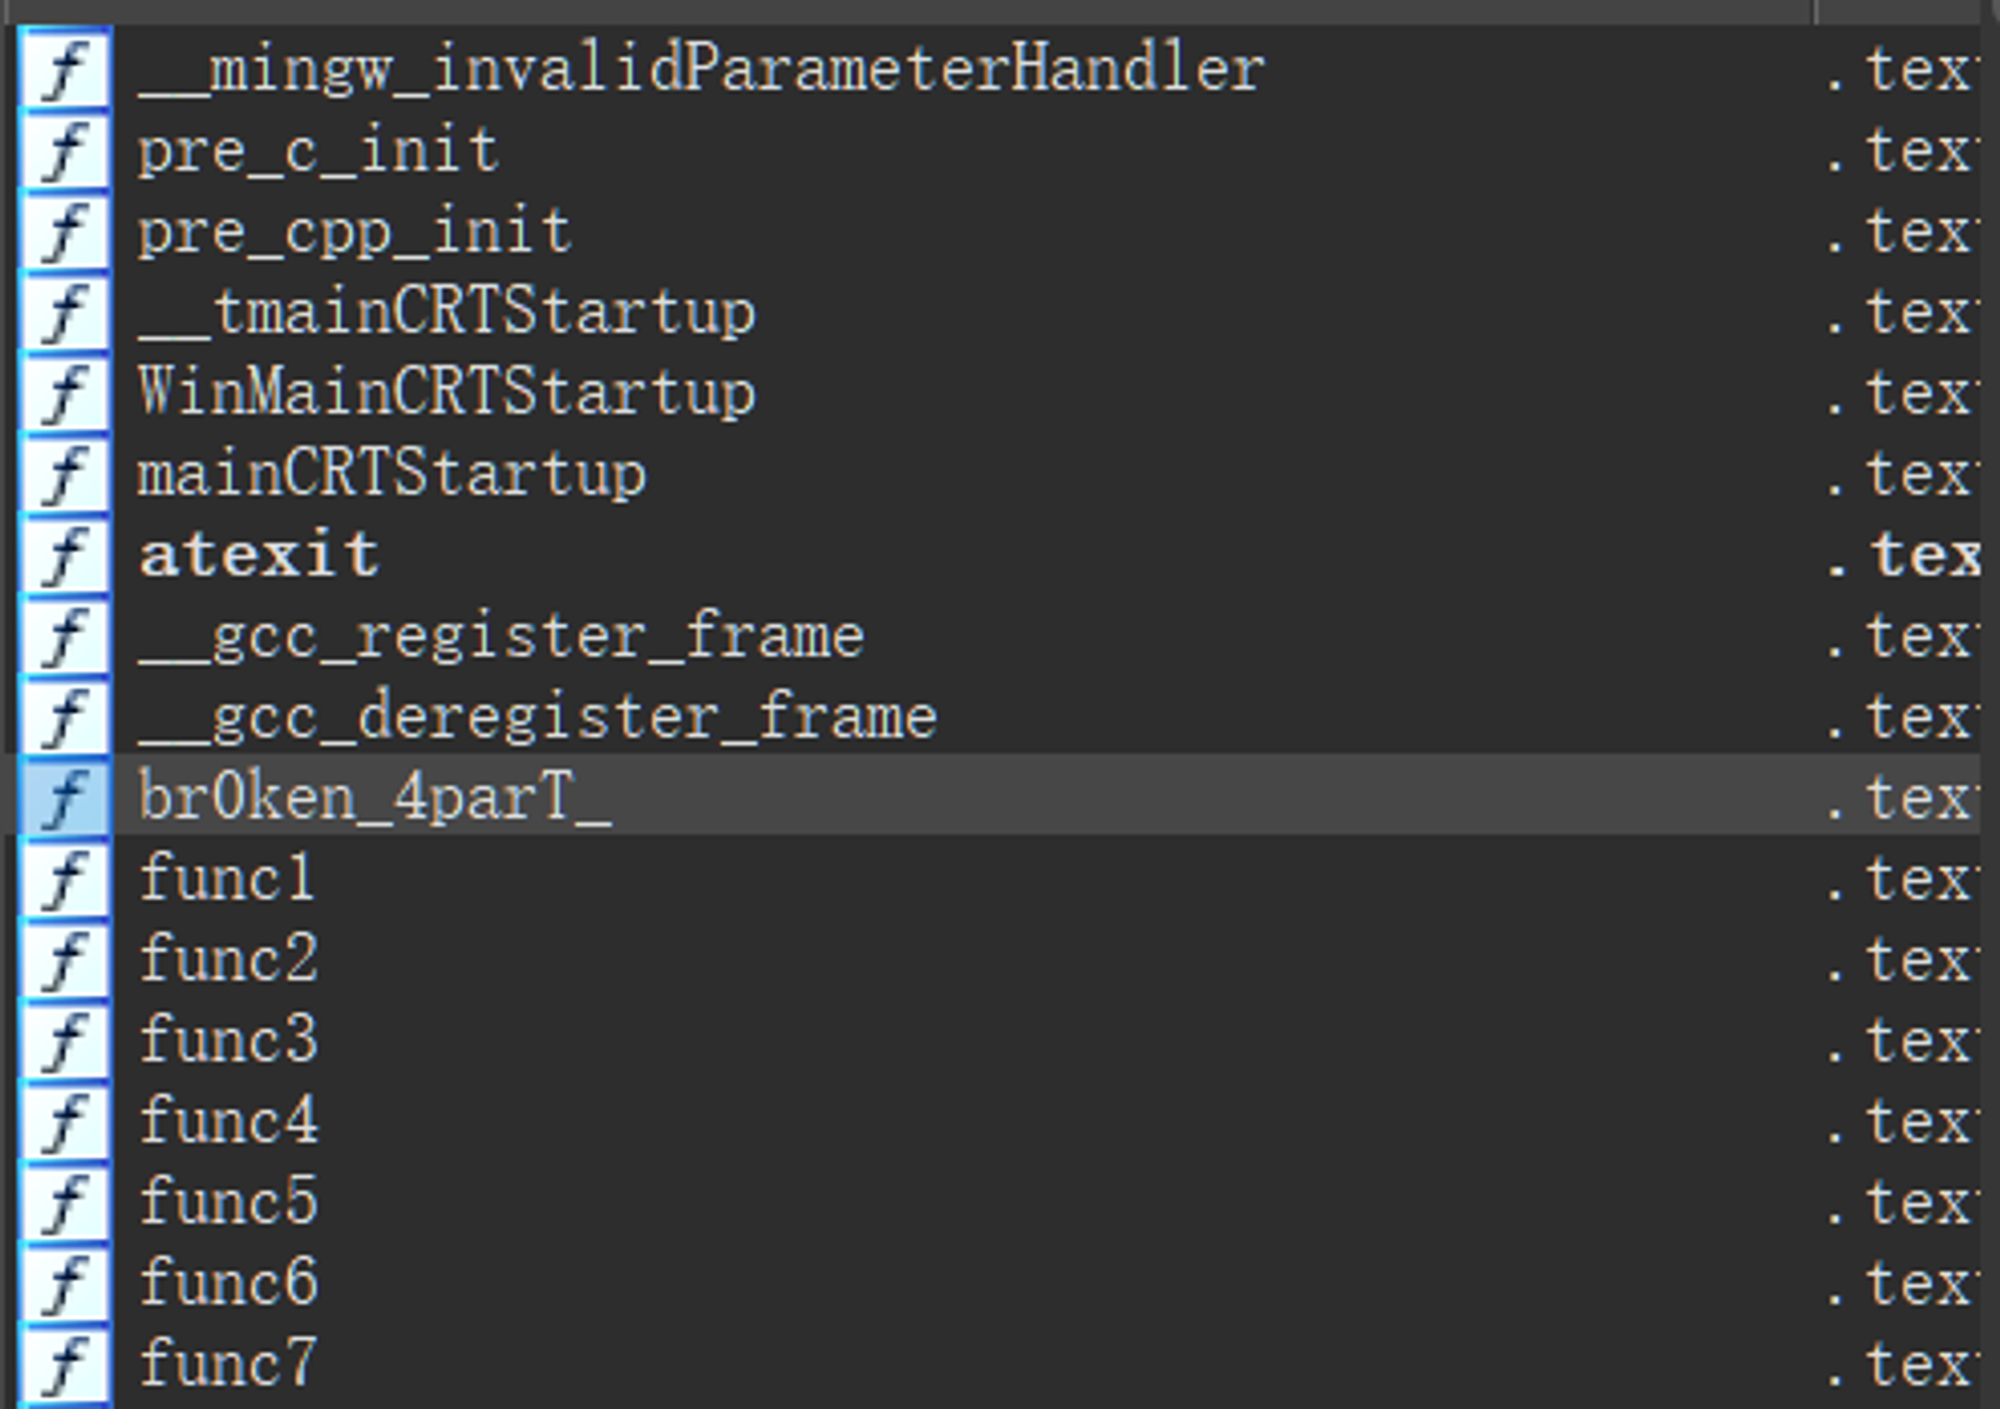 __mingw_invalidParameterHandler .tex
pre_c_init .tex
pre_cpp_init .tex
__tmainCRTStartup .tex
WinMainCRTStartup .tex
mainCRTStartup .tex
atexit .tex
__gcc_register_frame .tex
__gcc_deregister_frame .tex
br0ken_4parT_ .tex
func1 .tex
func2 .tex
func3 .tex
func4 .tex
func5 .tex
func6 .tex
func7 .tex